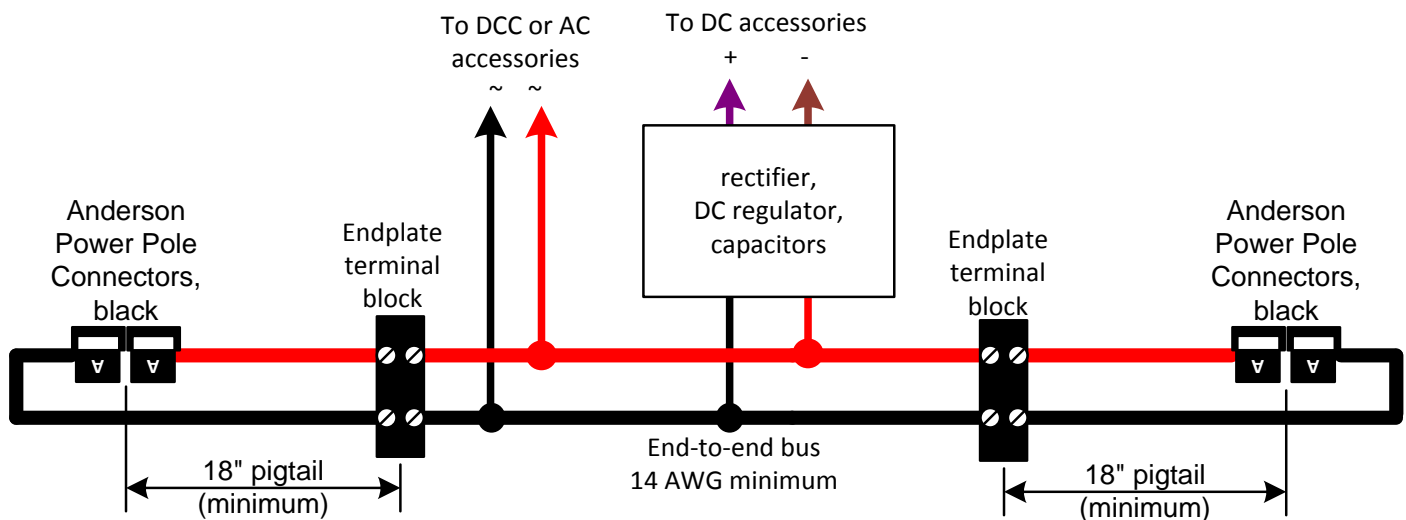 To DCC or AC
accessories
~ ~
To DC accessories
+ -
rectifier,
DC regulator,
capacitors
Anderson
Power Pole
Connectors,
black
Endplate
terminal
block
Endplate
terminal
block
Anderson
Power Pole
Connectors,
black
A A
A A
End-to-end bus
14 AWG minimum
18" pigtail
(minimum)
18" pigtail
(minimum)